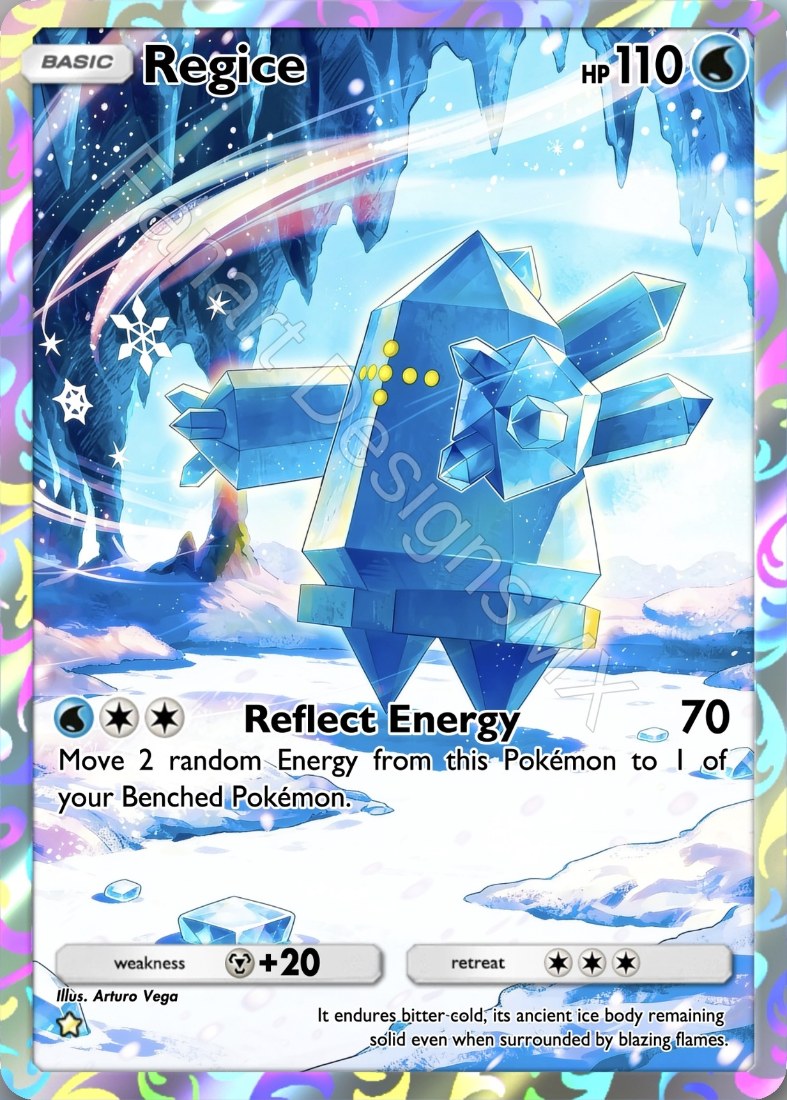 BASIC Regice HP 110
Fanart DesignsMX
Reflect Energy 70
Move 2 random Energy from this Pokémon to 1 of
your Benched Pokémon.
weakness +20 retreat
Illus. Arturo Vega
It endures bitter cold, its ancient ice body remaining
solid even when surrounded by blazing flames.